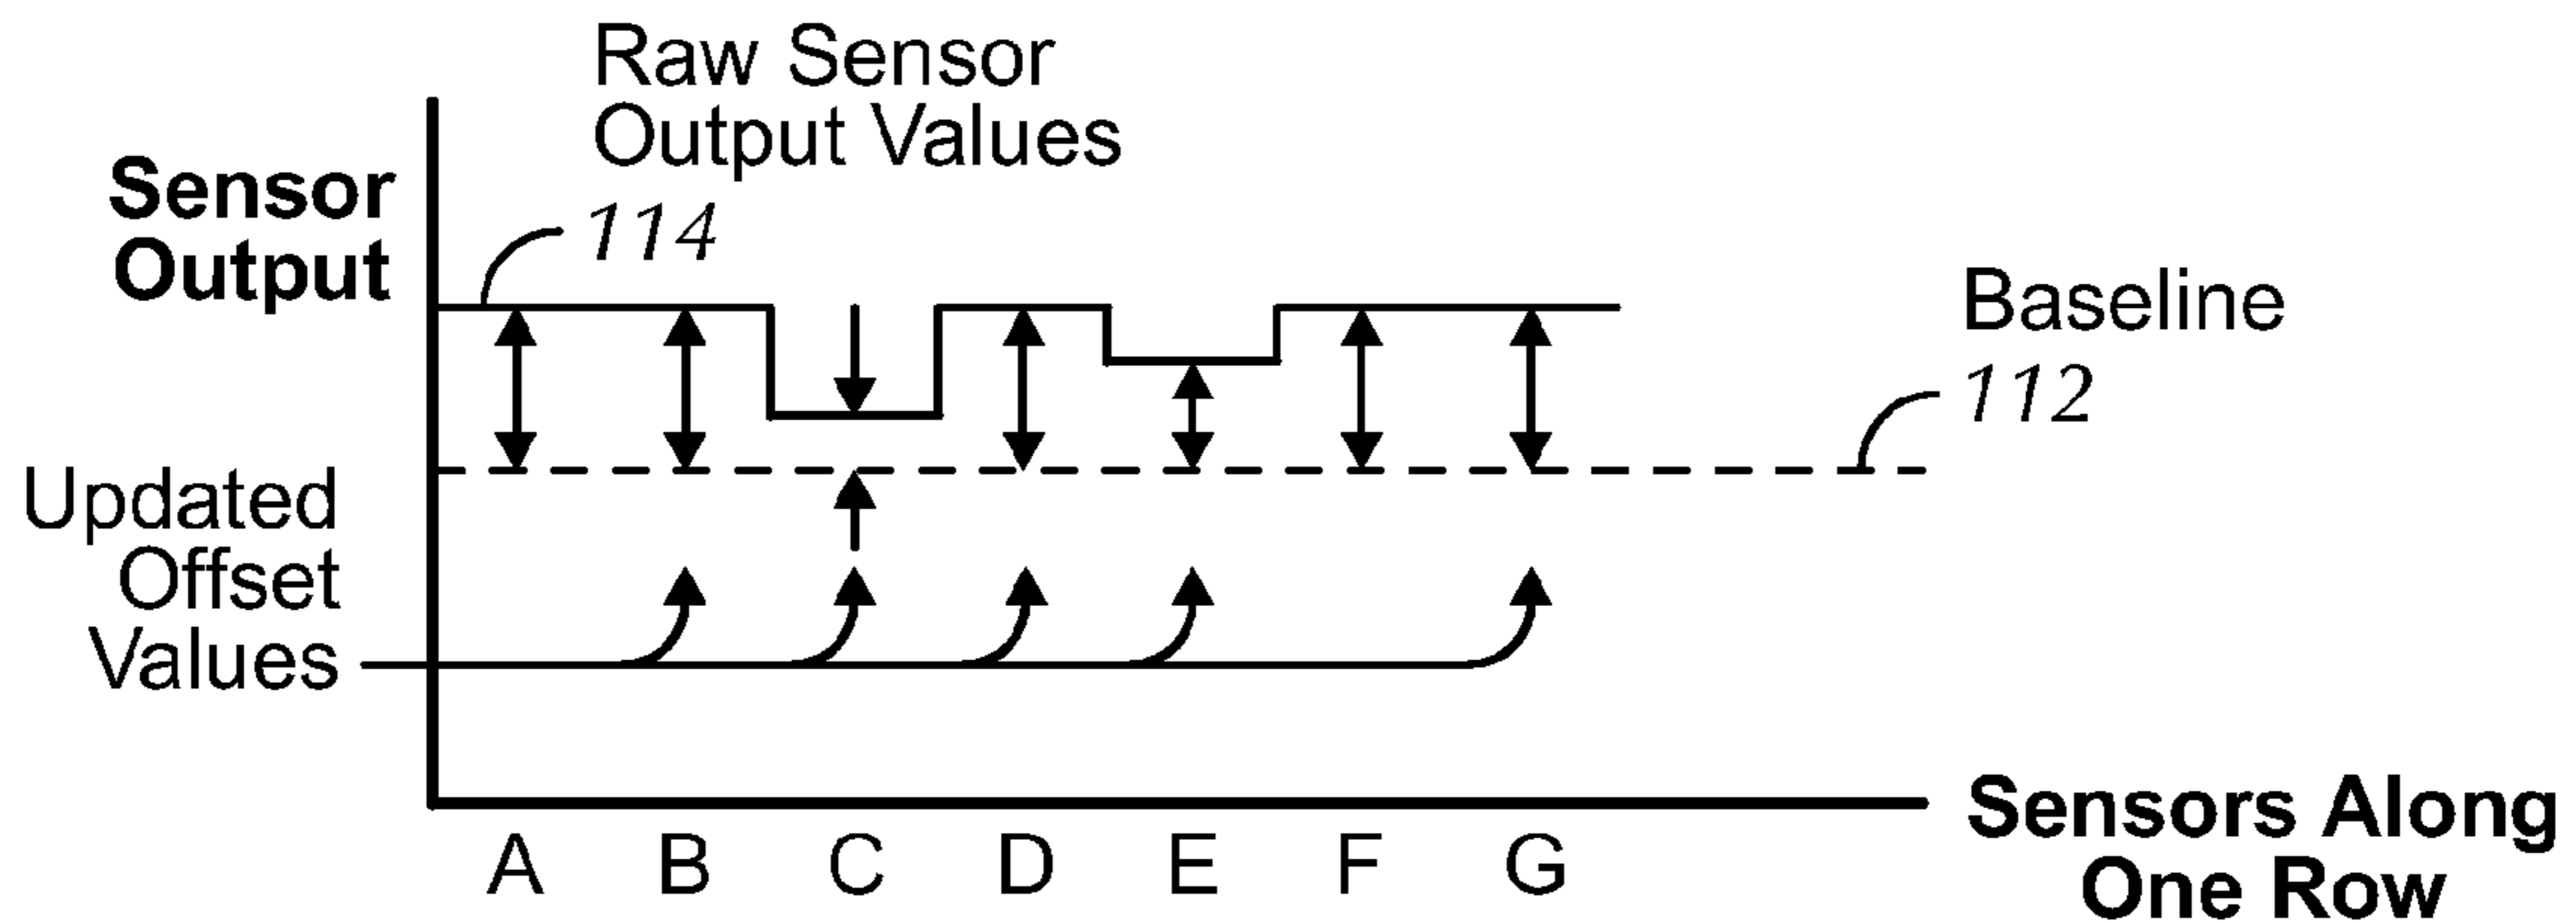 Raw Sensor
Output Values
114
Sensor
Output
Baseline
112
Updated
Offset
Values
A B C D E F G
Sensors Along
One Row